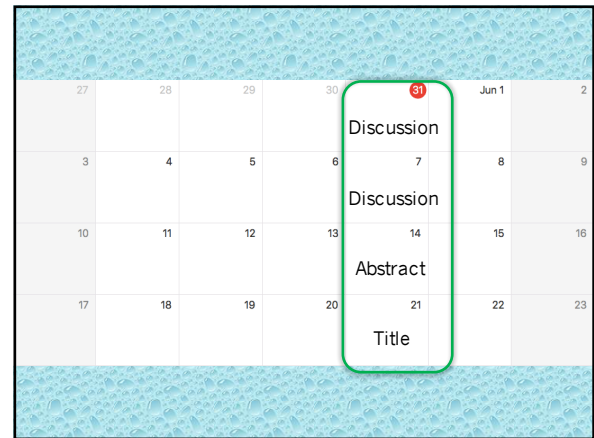 27 28 29 30 31 Jun 1 2
Discussion
3 4 5 6 7 8 9
Discussion
10 11 12 13 14 15 16
Abstract
17 18 19 20 21 22 23
Title